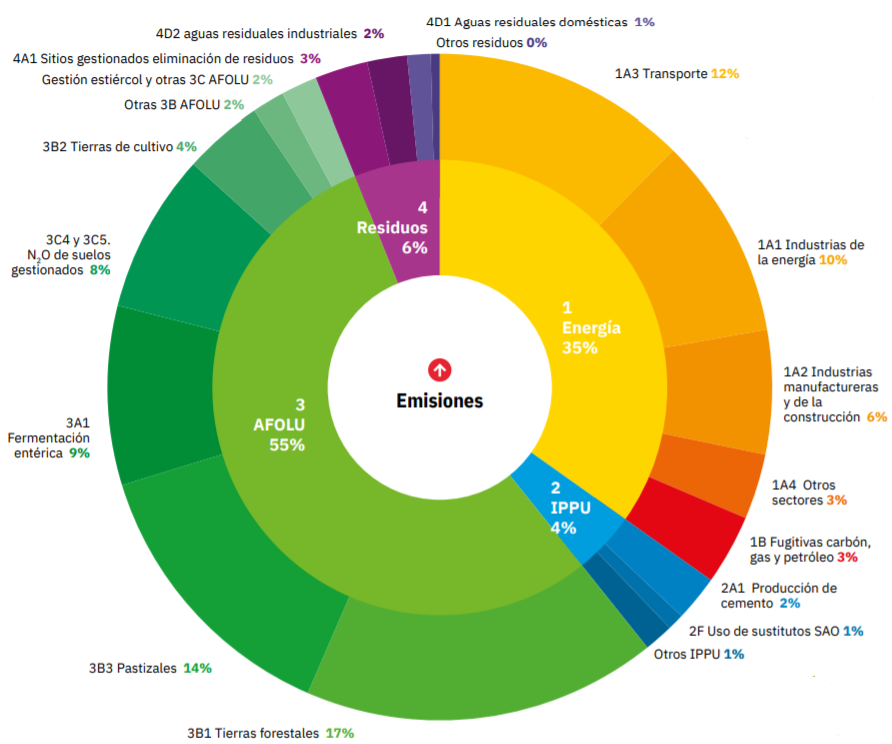 4D1 Aguas residuales domésticas 1%
4D2 aguas residuales industriales 2%
Otros residuos 0%
4A1 Sitios gestionados eliminación de residuos 3%
1A3 Transporte 12%
Gestión estiércol y otras 3C AFOLU 2%
Otras 3B AFOLU 2%
3B2 Tierras de cultivo 4%
4
Residuos
6%
3C4 y 3C5.
N₂O de suelos
gestionados 8%
1A1 Industrias de
la energía 10%
1
Energía
35%
Emisiones
1A2 Industrias
manufactureras
y de la
construcción 6%
3
AFOLU
55%
3A1
Fermentación
entérica 9%
2
IPPU
4%
1A4 Otros
sectores 3%
1B Fugitivas carbón,
gas y petróleo 3%
2A1 Producción de
cemento 2%
2F Uso de sustitutos SAO 1%
Otros IPPU 1%
3B3 Pastizales 14%
3B1 Tierras forestales 17%